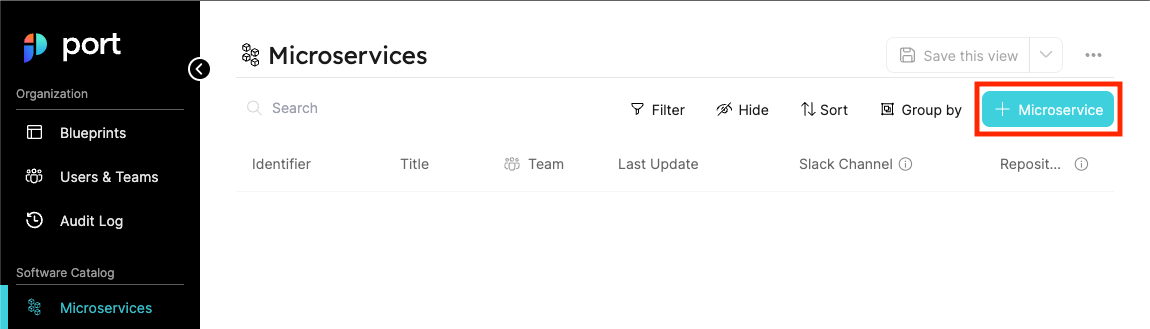 port
Organization
Blueprints
Users & Teams
Audit Log
Software Catalog
Microservices
Microservices
Save this view
Search
Filter
Hide
Sort
Group by
Microservice
Identifier
Title
Team
Last Update
Slack Channel
Reposit...